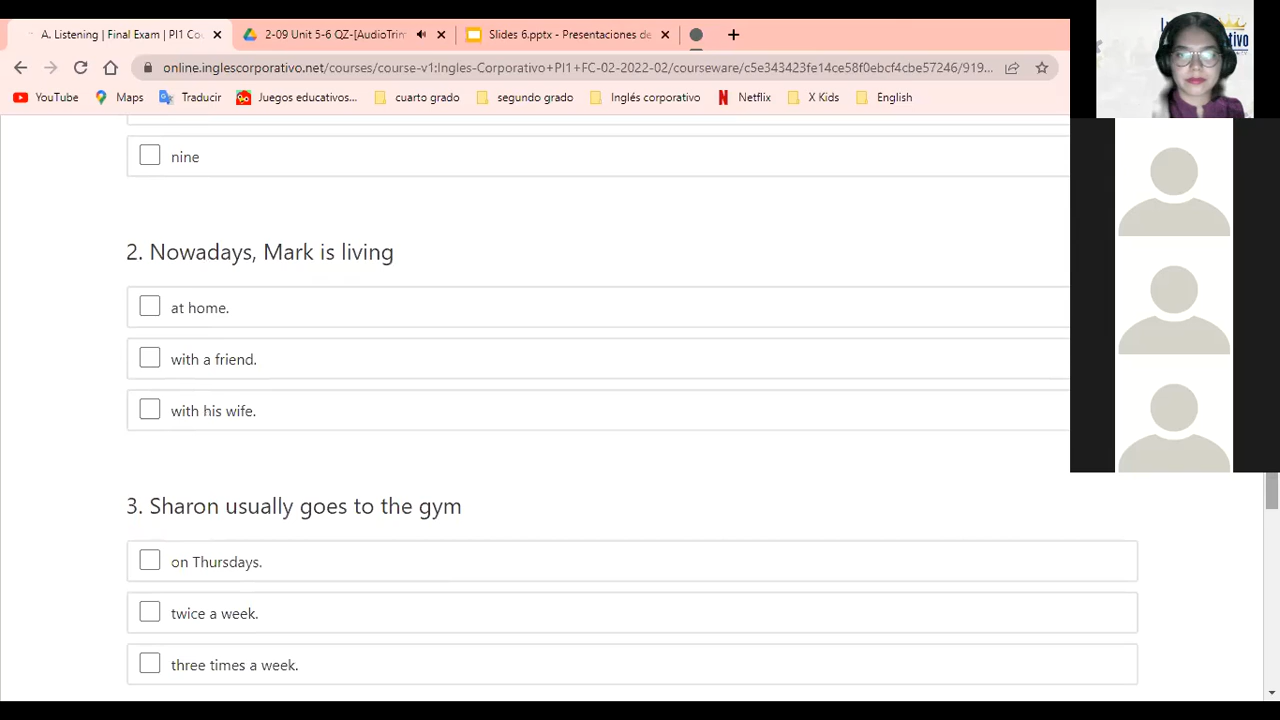 A. Listening | Final Exam | PI1 Co
2-09 Unit 5-6 QZ-[AudioTrim
Slides 6.pptx - Presentaciones de
online.inglescorporativo.net/courses/course-v1:Ingles-Corporativo+PI1+FC-02-2022-02/courseware/c5e343423fe14ce58f0ebcf4cbe57246/919...
YouTube
Maps
Traducir
Juegos educativos...
cuarto grado
segundo grado
Inglés corporativo
Netflix
X Kids
English
nine
2. Nowadays, Mark is living
at home.
with a friend.
with his wife.
3. Sharon usually goes to the gym
on Thursdays.
twice a week.
three times a week.